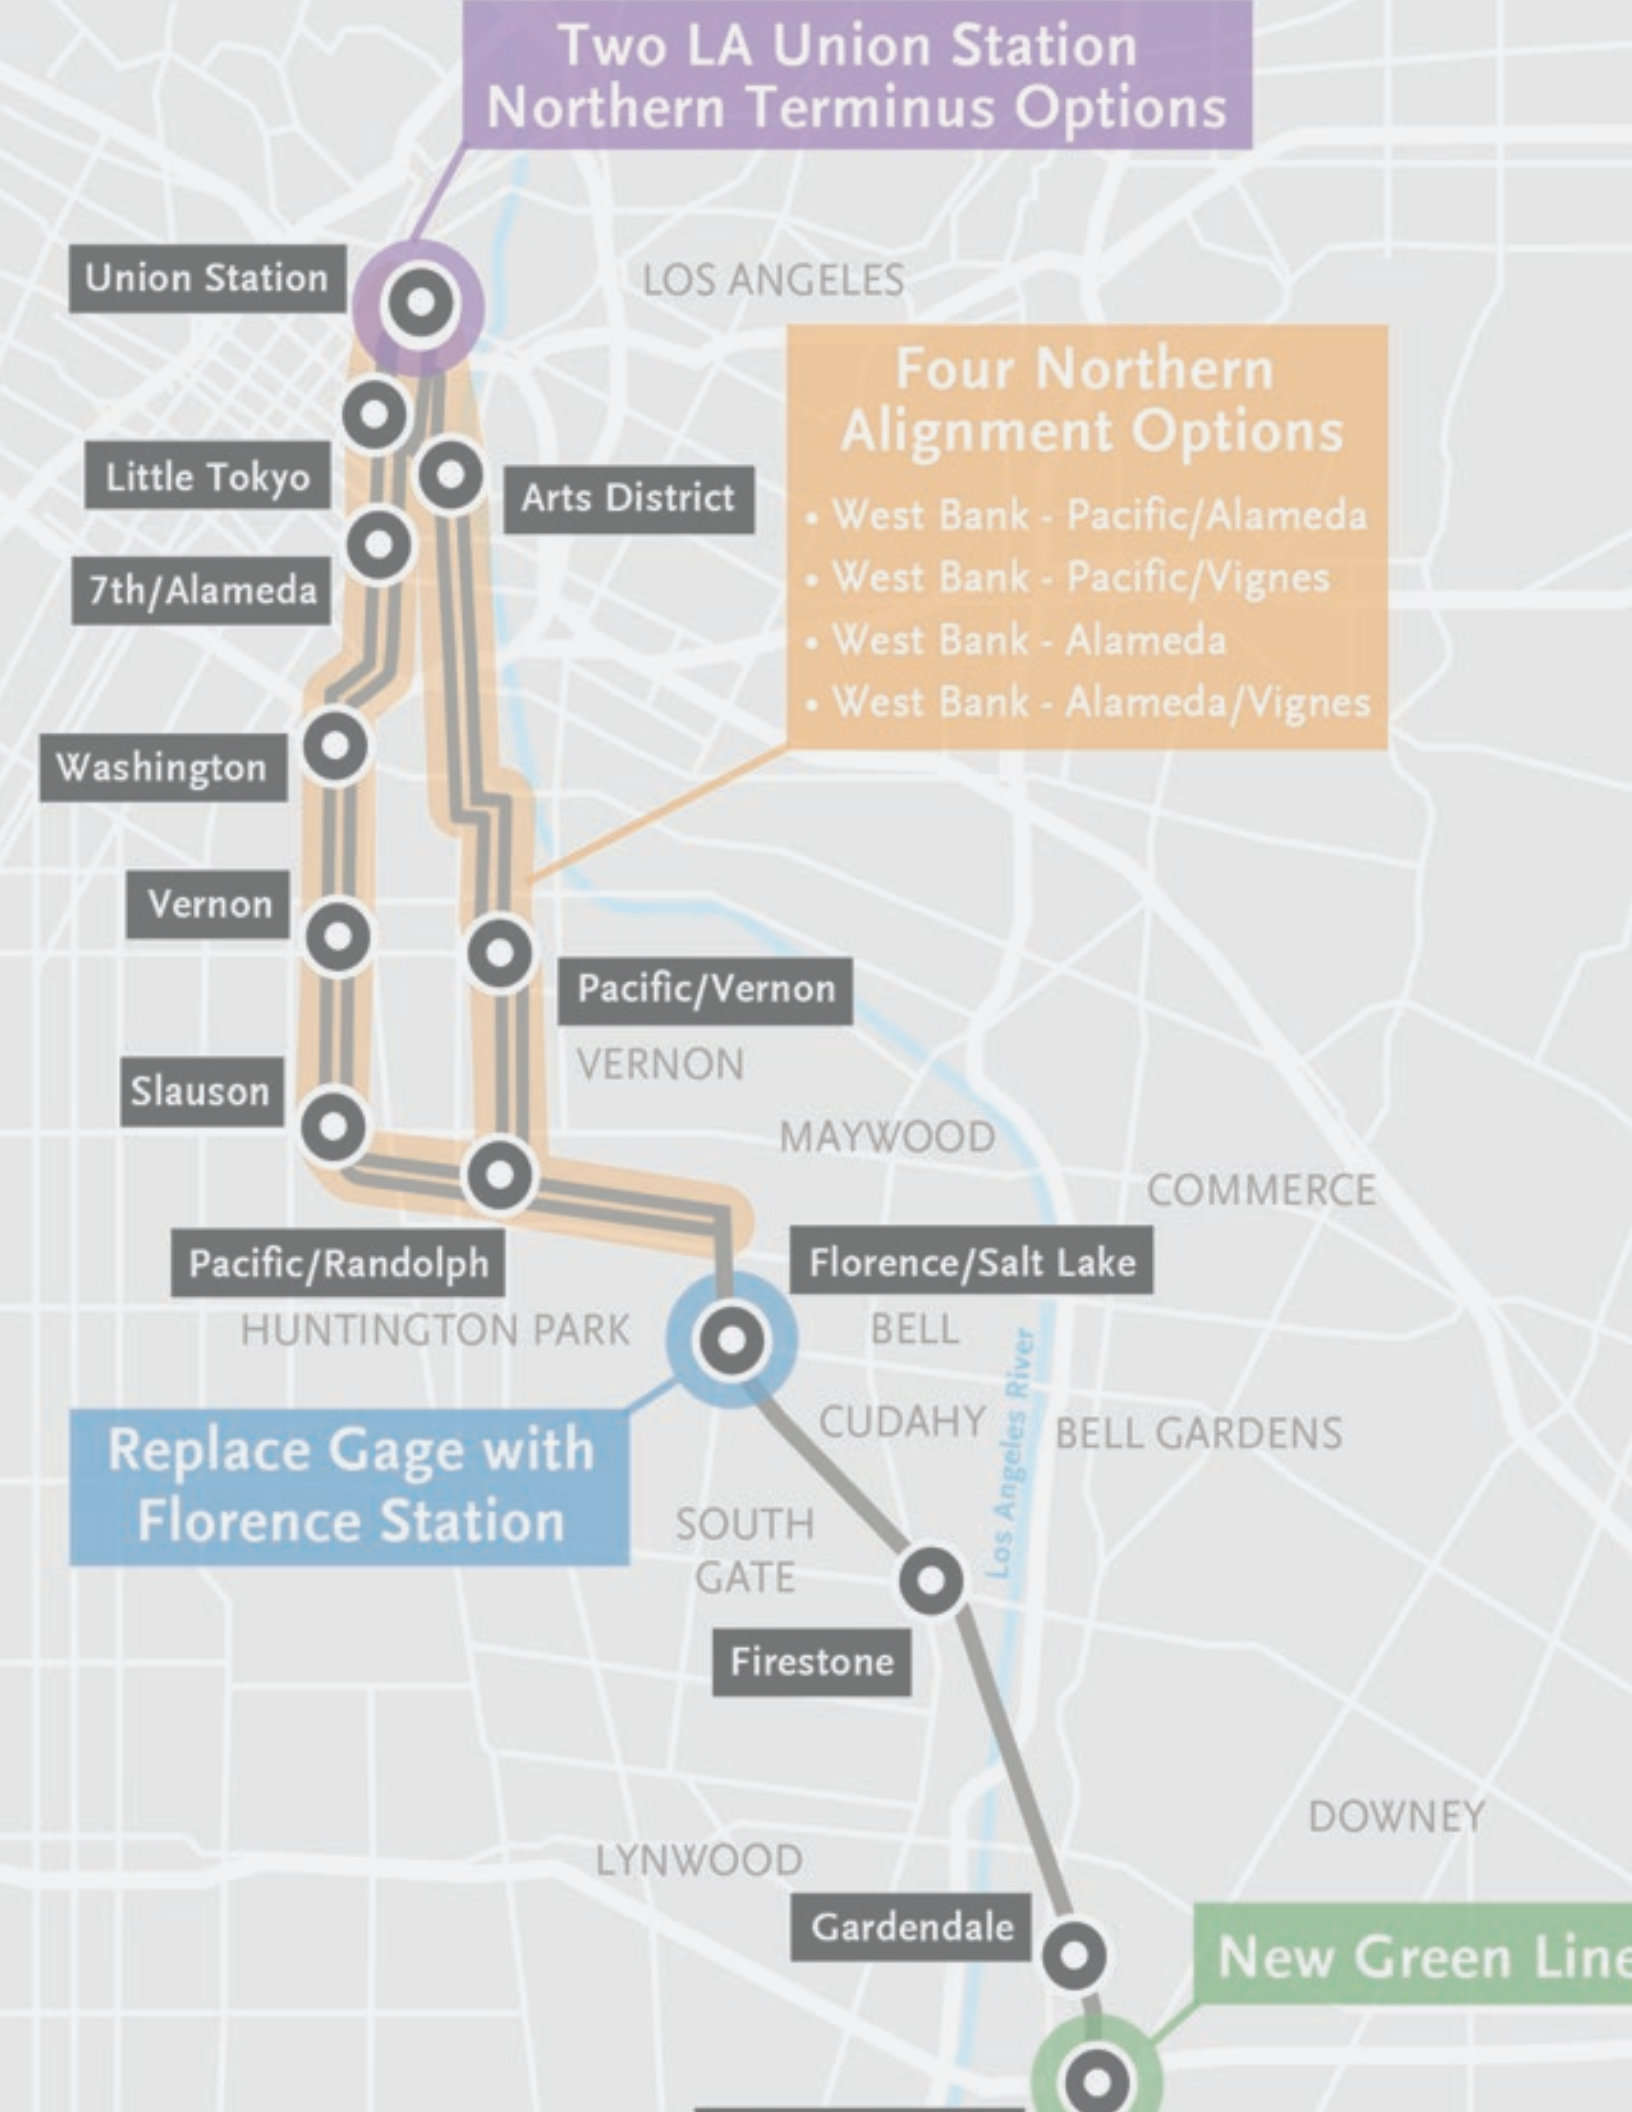 Two LA Union Station
Northern Terminus Options
Union Station
LOS ANGELES
Four Northern
Alignment Options
• West Bank - Pacific/Alameda
• West Bank - Pacific/Vignes
• West Bank - Alameda
• West Bank - Alameda/Vignes
Little Tokyo
Arts District
7th/Alameda
Washington
Vernon
Pacific/Vernon
VERNON
Slauson
MAYWOOD
COMMERCE
Pacific/Randolph
Florence/Salt Lake
HUNTINGTON PARK
BELL
Los Angeles River
CUDAHY
BELL GARDENS
Replace Gage with
Florence Station
SOUTH
GATE
Firestone
DOWNEY
LYNWOOD
Gardendale
New Green Line